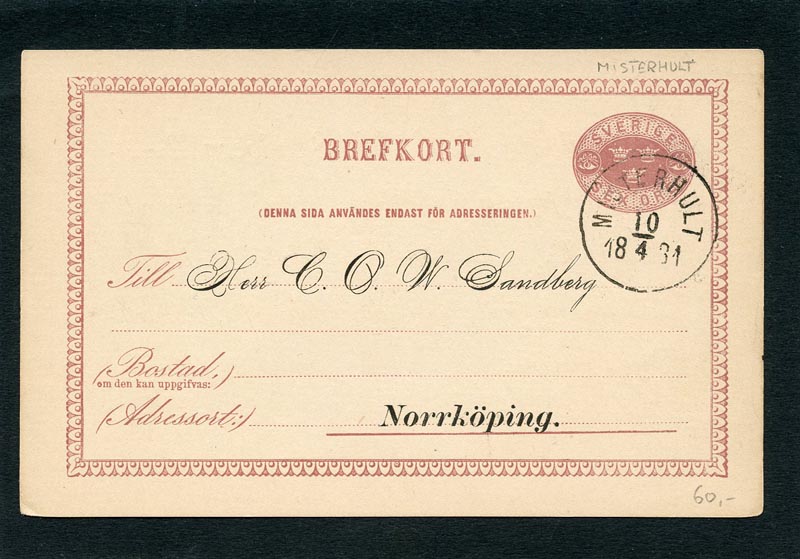 MISTERHULT
SVERIGE
BREFKORT.
MISTERHULT
10
18 4 81
(DENNA SIDA ANVÄNDES ENDAST FÖR ADRESSERINGEN.)
Till Herr C. O. W. Sandberg
(Bostad,)
om den kan uppgifvas:
(Adressort:) Norrköping.
60,-